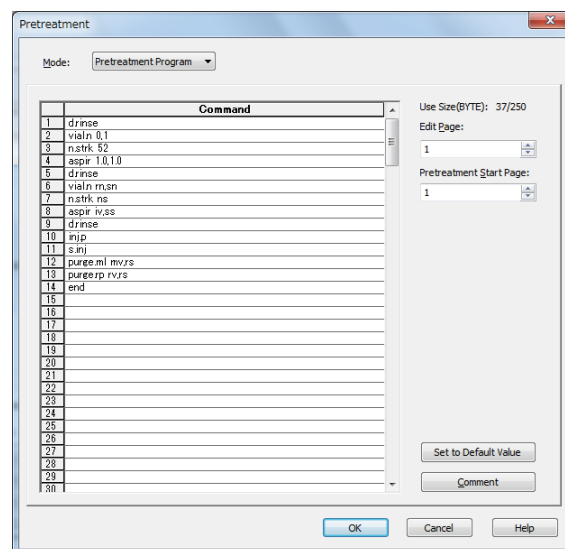 Pretreatment
Mode: Pretreatment Program
Command
1 d.rinse
2 vial.n 0,1
3 n.strk 52
4 aspir 1.0,1.0
5 d.rinse
6 vial.n rn,sn
7 n.strk ns
8 aspir iv,ss
9 d.rinse
10 inj.p
11 s.inj
12 purge.ml mv,rs
13 purge.rp rv,rs
14 end
15
16
17
18
19
20
21
22
23
24
25
26
27
28
29
30
Use Size(BYTE): 37/250
Edit Page:
1
Pretreatment Start Page:
1
Set to Default Value
Comment
OK Cancel Help